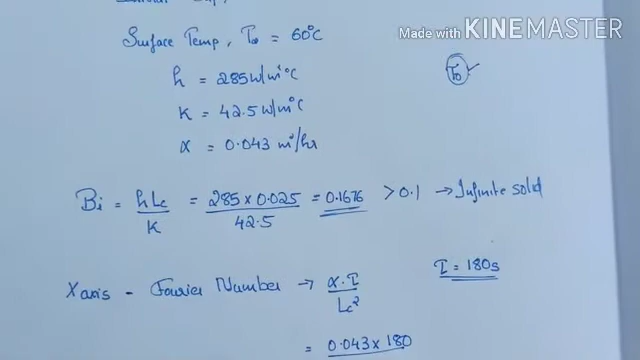 Made with KINEMASTER
Surface Temp, T∞ = 60°C
T₀
h = 285 W/m²°C
K = 42.5 W/m°C
α = 0.043 m²/hr
Bi = hLc/K = 285 × 0.025/42.5 = 0.1676 > 0.1 → Infinite solid
τ = 180s
X axis - Fourier Number → α.τ/Lc²
= 0.043 × 180